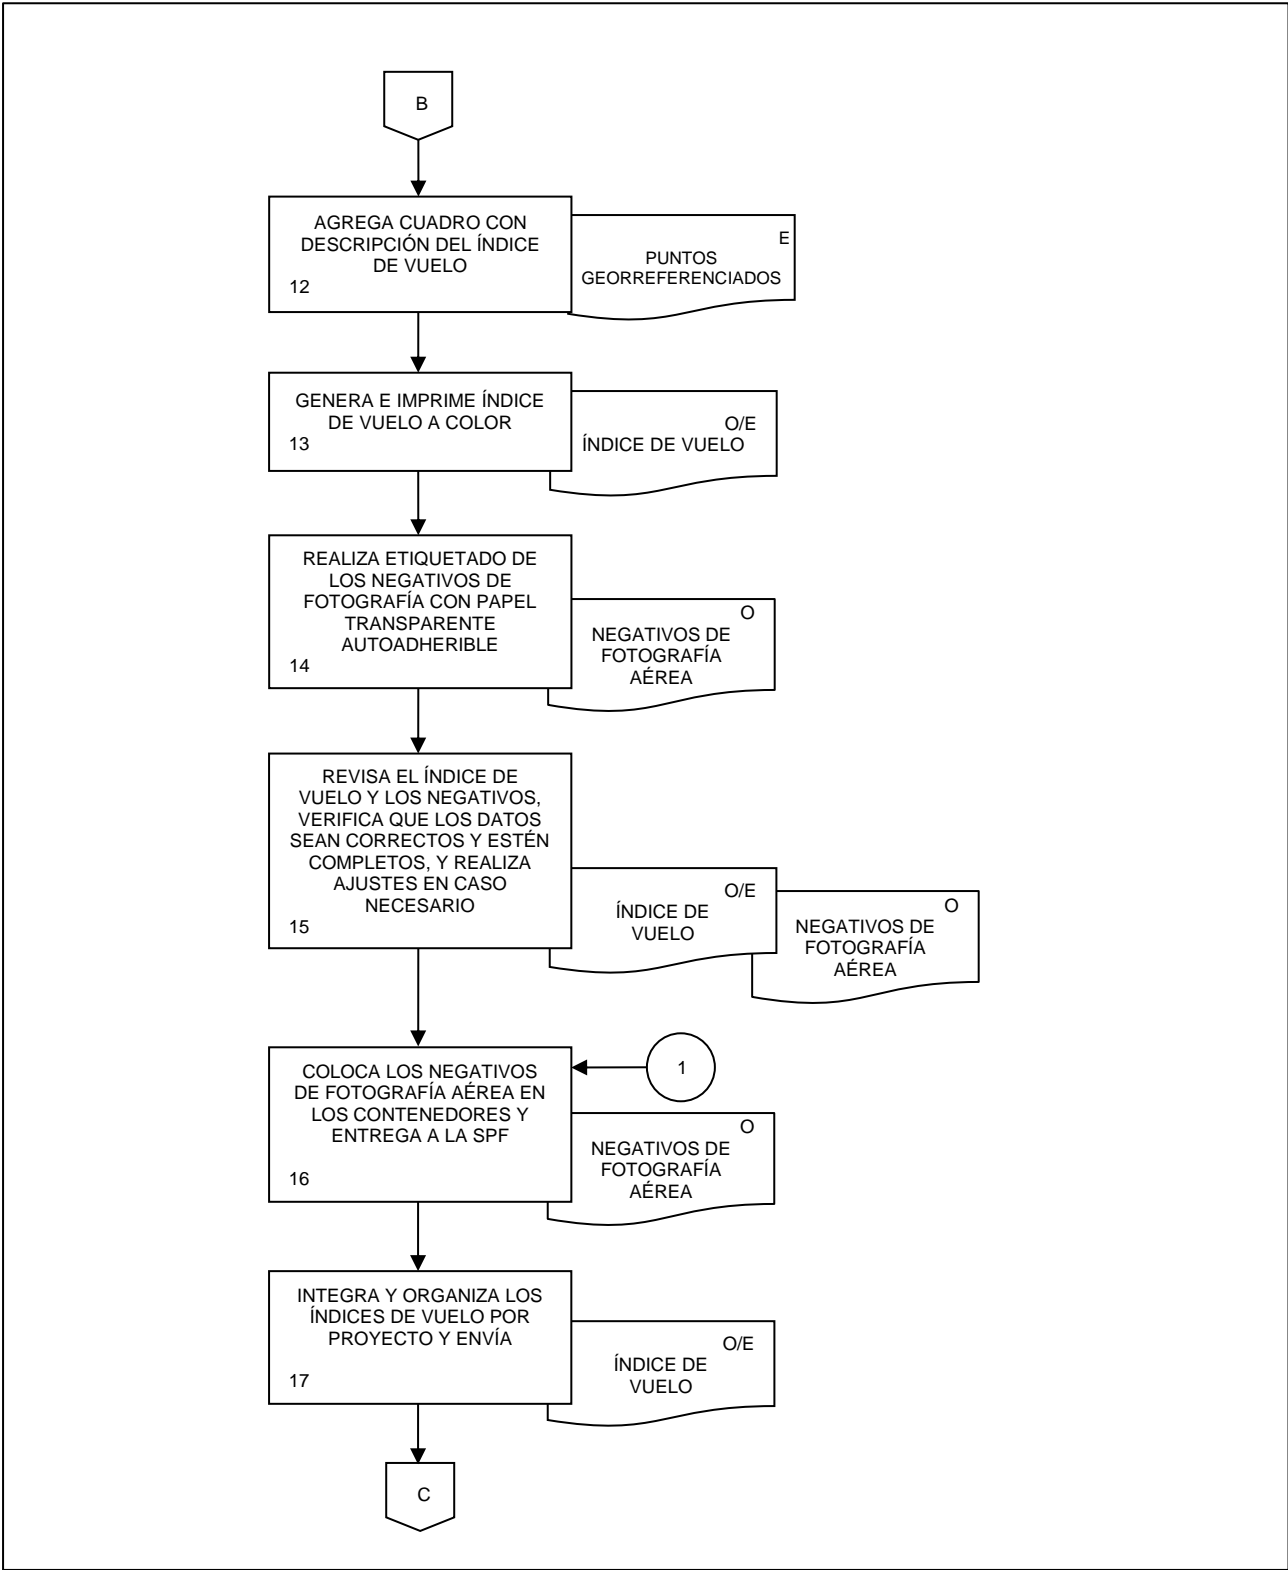 B
AGREGA CUADRO CON
DESCRIPCIÓN DEL ÍNDICE
DE VUELO
12
E
PUNTOS
GEORREFERENCIADOS
GENERA E IMPRIME ÍNDICE
DE VUELO A COLOR
13
O/E
ÍNDICE DE VUELO
REALIZA ETIQUETADO DE
LOS NEGATIVOS DE
FOTOGRAFÍA CON PAPEL
TRANSPARENTE
AUTOADHERIBLE
14
O
NEGATIVOS DE
FOTOGRAFÍA
AÉREA
REVISA EL ÍNDICE DE
VUELO Y LOS NEGATIVOS,
VERIFICA QUE LOS DATOS
SEAN CORRECTOS Y ESTÉN
COMPLETOS, Y REALIZA
AJUSTES EN CASO
NECESARIO
15
O/E
ÍNDICE DE
VUELO
O
NEGATIVOS DE
FOTOGRAFÍA
AÉREA
COLOCA LOS NEGATIVOS
DE FOTOGRAFÍA AÉREA EN
LOS CONTENEDORES Y
ENTREGA A LA SPF
16
1
O
NEGATIVOS DE
FOTOGRAFÍA
AÉREA
INTEGRA Y ORGANIZA LOS
ÍNDICES DE VUELO POR
PROYECTO Y ENVÍA
17
O/E
ÍNDICE DE
VUELO
C